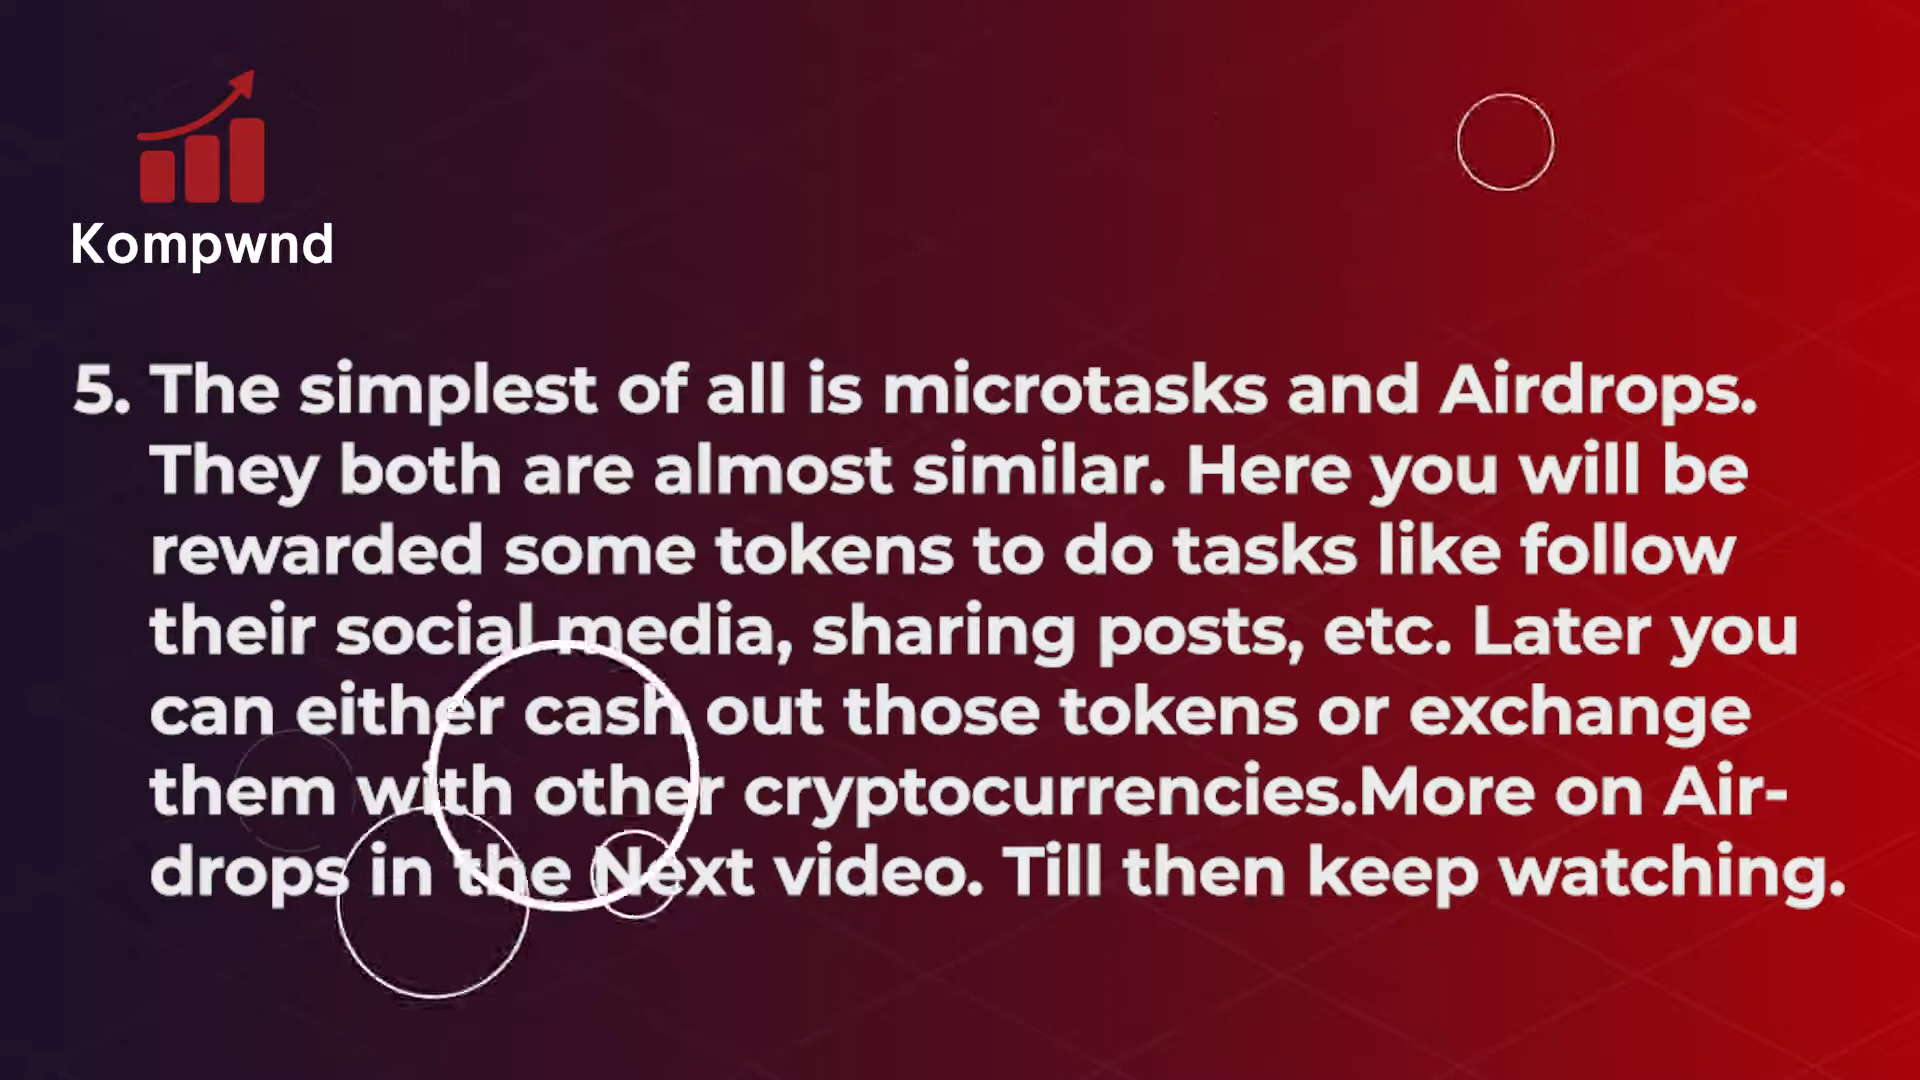 Kompwnd
5. The simplest of all is microtasks and Airdrops.
They both are almost similar. Here you will be
rewarded some tokens to do tasks like follow
their social media, sharing posts, etc. Later you
can either cash out those tokens or exchange
them with other cryptocurrencies.More on Air-
drops in the Next video. Till then keep watching.